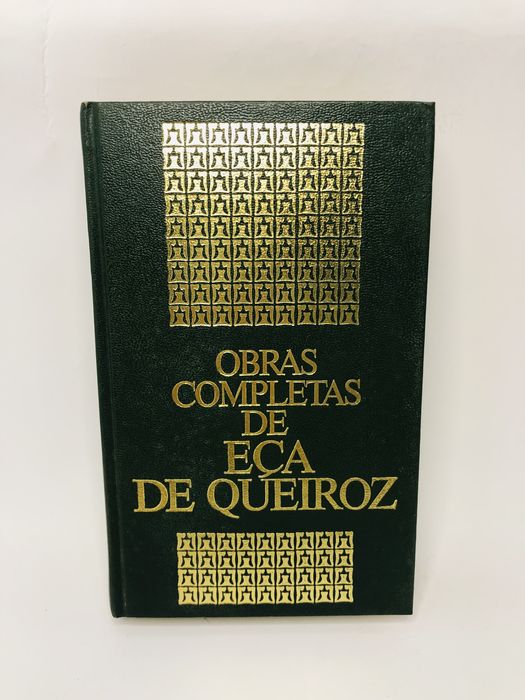 OBRAS
COMPLETAS
DE
EÇA
DE QUEIROZ